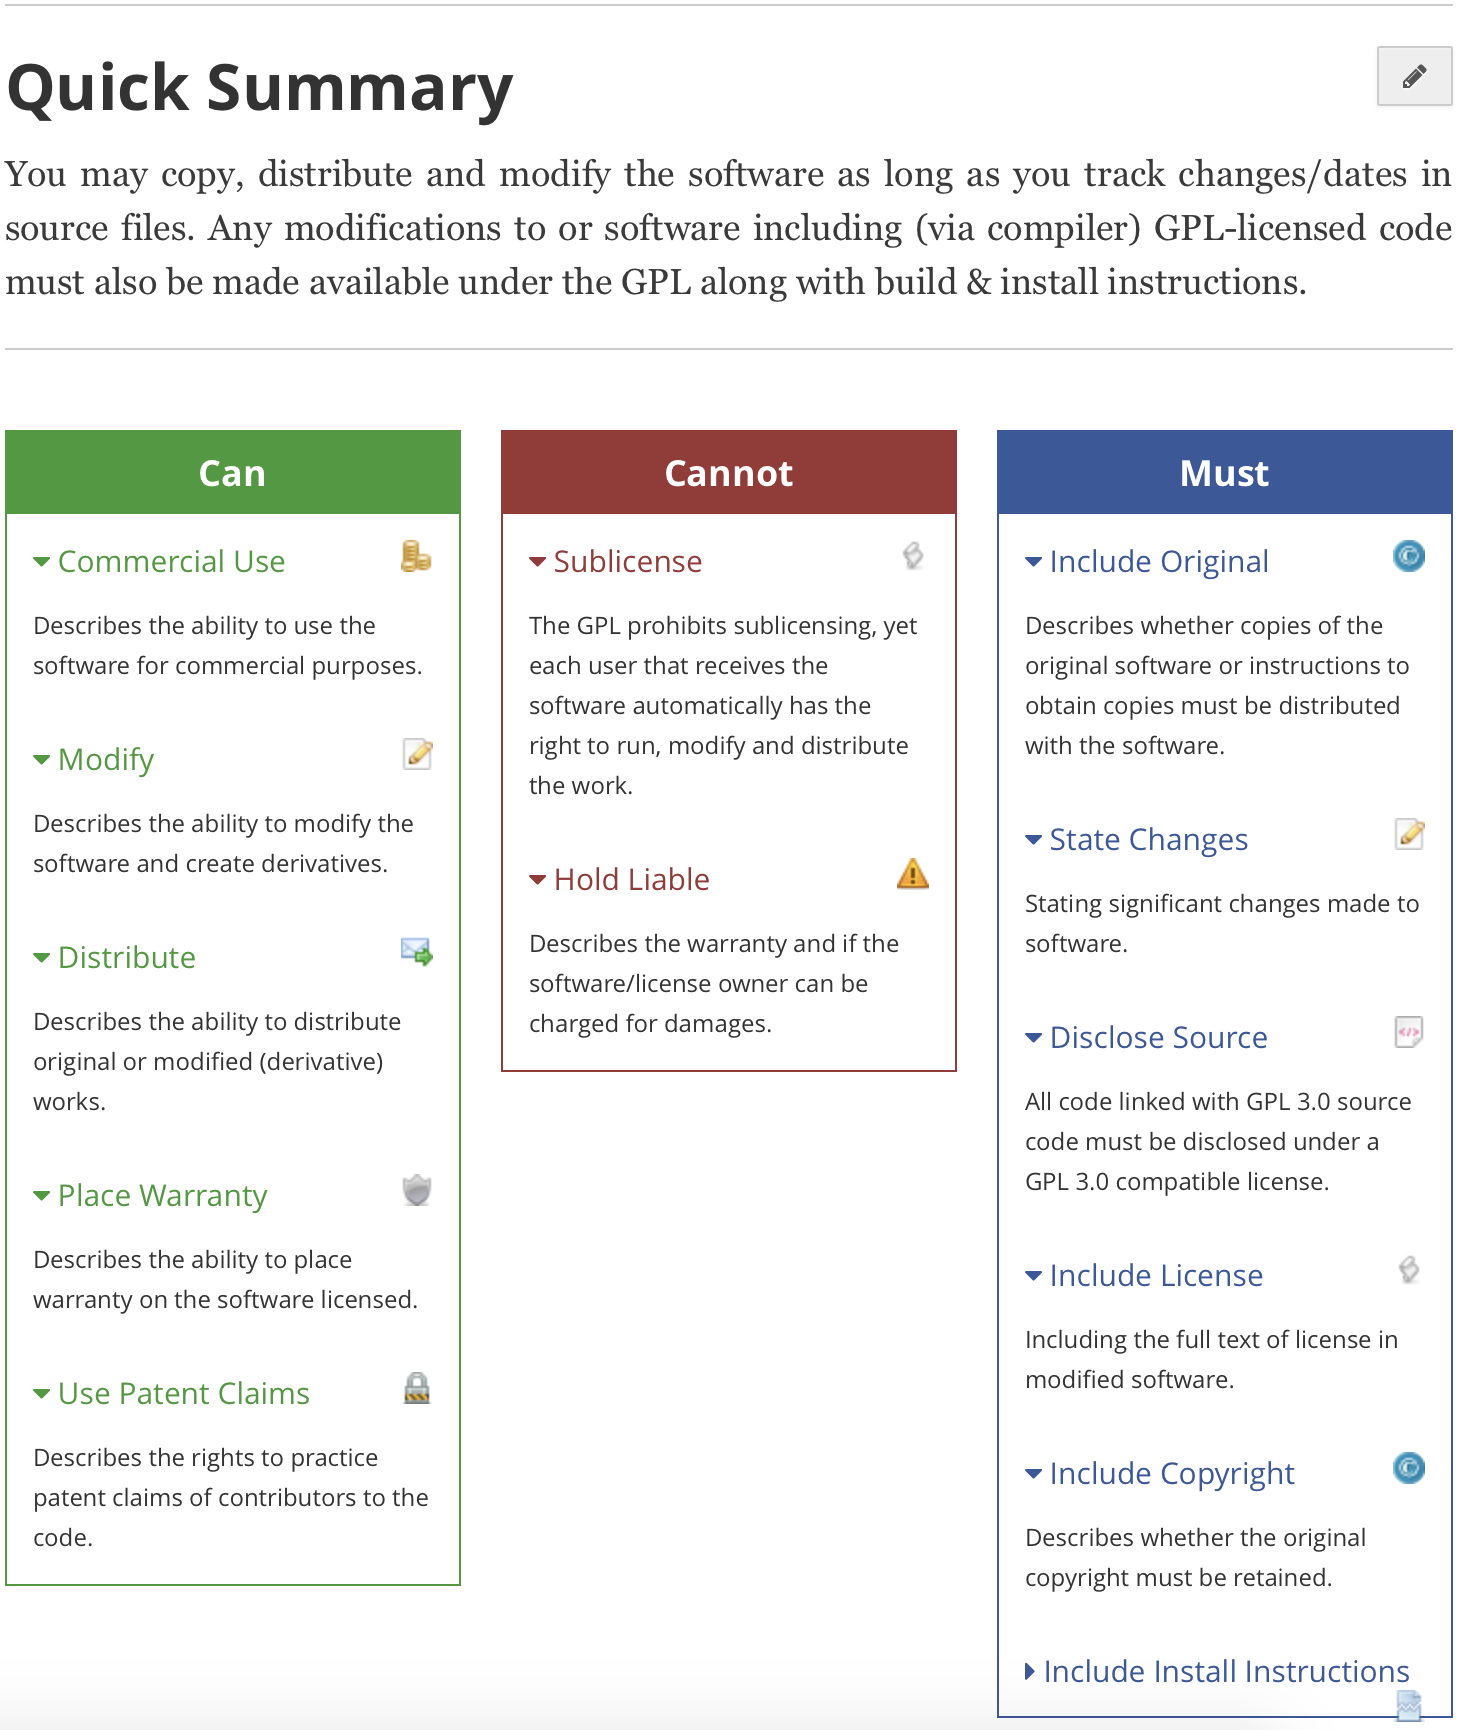 Quick Summary
You may copy, distribute and modify the software as long as you track changes/dates in
source files. Any modifications to or software including (via compiler) GPL-licensed code
must also be made available under the GPL along with build & install instructions.
Can
Commercial Use
Describes the ability to use the
software for commercial purposes.
Modify
Describes the ability to modify the
software and create derivatives.
Distribute
Describes the ability to distribute
original or modified (derivative)
works.
Place Warranty
Describes the ability to place
warranty on the software licensed.
Use Patent Claims
Describes the rights to practice
patent claims of contributors to the
code.
Cannot
Sublicense
The GPL prohibits sublicensing, yet
each user that receives the
software automatically has the
right to run, modify and distribute
the work.
Hold Liable
Describes the warranty and if the
software/license owner can be
charged for damages.
Must
Include Original
Describes whether copies of the
original software or instructions to
obtain copies must be distributed
with the software.
State Changes
Stating significant changes made to
software.
Disclose Source
All code linked with GPL 3.0 source
code must be disclosed under a
GPL 3.0 compatible license.
Include License
Including the full text of license in
modified software.
Include Copyright
Describes whether the original
copyright must be retained.
Include Install Instructions